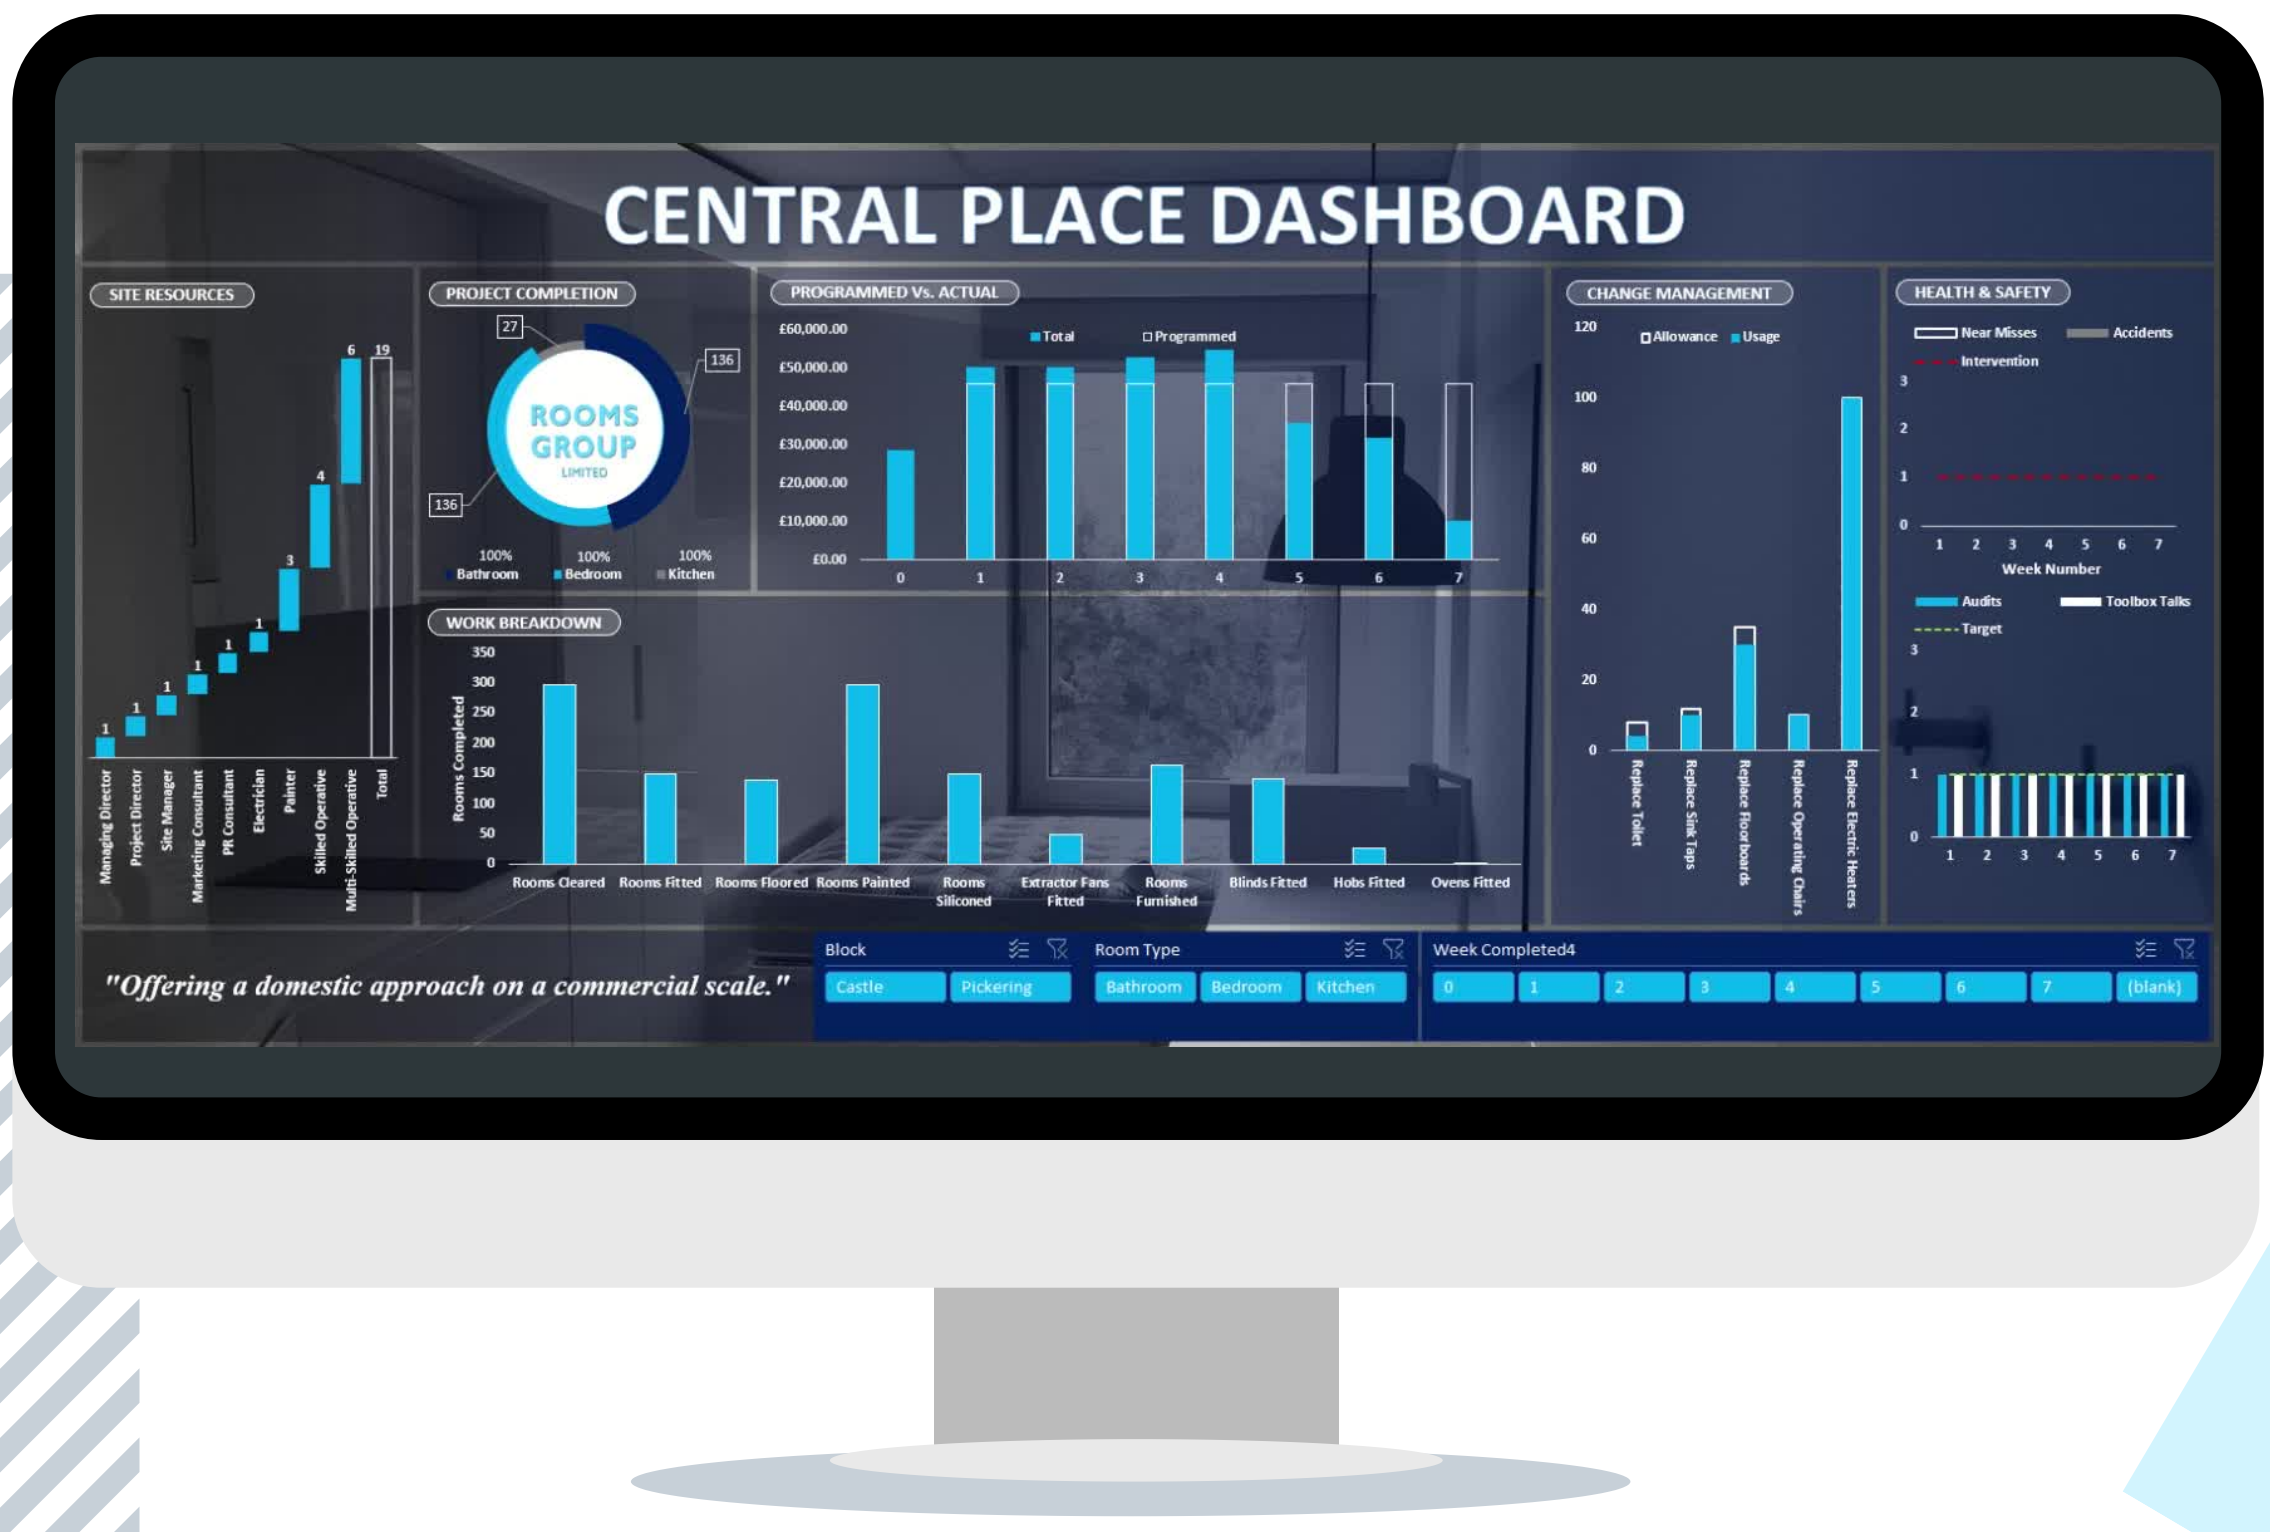 CENTRAL PLACE DASHBOARD
SITE RESOURCES
1
1
1
1
1
1
3
4
6
19
Managing Director
Project Director
Site Manager
Marketing Consultant
PR Consultant
Electrician
Painter
Skilled Operative
Multi-Skilled Operative
Total
PROJECT COMPLETION
27
136
136
ROOMS
GROUP
LIMITED
100% 100% 100%
Bathroom Bedroom Kitchen
PROGRAMMED Vs. ACTUAL
Total Programmed
£60,000.00
£50,000.00
£40,000.00
£30,000.00
£20,000.00
£10,000.00
£0.00
0 1 2 3 4 5 6 7
WORK BREAKDOWN
Rooms Completed
350
300
250
200
150
100
50
0
Rooms Cleared Rooms Fitted Rooms Floored Rooms Painted Rooms Siliconed Extractor Fans Fitted Rooms Furnished Blinds Fitted Hobs Fitted Ovens Fitted
CHANGE MANAGEMENT
Allowance Usage
120
100
80
60
40
20
0
Replace Toilet
Replace Sink Taps
Replace Floorboards
Replace Operating Chairs
Replace Electric Heaters
HEALTH & SAFETY
Near Misses Accidents
Intervention
3
2
1
0
1 2 3 4 5 6 7
Week Number
Audits Toolbox Talks
Target
3
2
1
0
1 2 3 4 5 6 7
"Offering a domestic approach on a commercial scale."
Block
Castle Pickering
Room Type
Bathroom Bedroom Kitchen
Week Completed4
0 1 2 3 4 5 6 7 (blank)